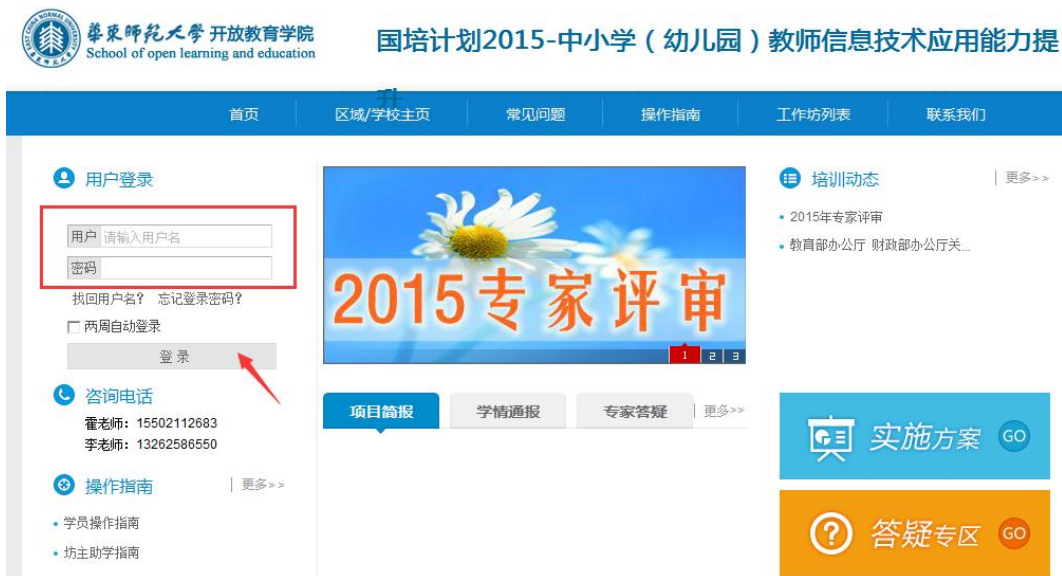 華東師范大學 开放教育学院
EAST CHINA NORMAL UNIVERSITY
School of open learning and education
国培计划2015-中小学（幼儿园）教师信息技术应用能力提
升
首页 区域/学校主页 常见问题 操作指南 工作坊列表 联系我们
用户登录
用户 请输入用户名
密码
找回用户名? 忘记登录密码?
两周自动登录
登 录
咨询电话
霍老师：15502112683
李老师：13262586550
操作指南 | 更多>>
• 学员操作指南
• 坊主助学指南
2015专家评审
1 2 3
项目简报 学情通报 专家答疑 | 更多>>
培训动态 | 更多>>
• 2015年专家评审
• 教育部办公厅 财政部办公厅关...
实施方案 GO
答疑专区 GO